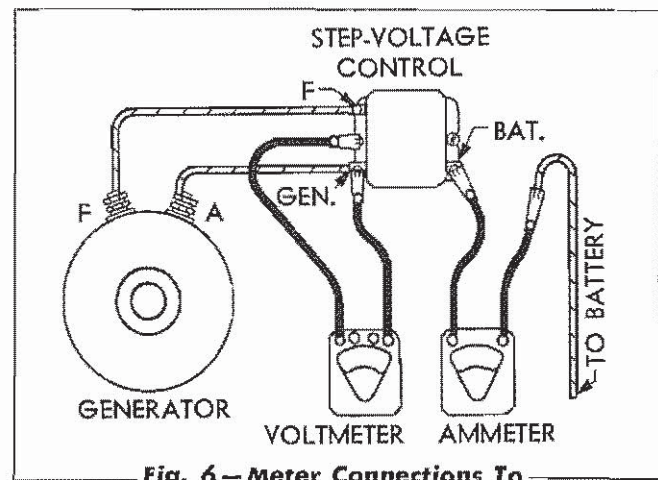 STEP-VOLTAGE
CONTROL
F
BAT.
GEN.
F A
TO BATTERY
GENERATOR
VOLTMETER AMMETER
Fig. 6—Meter Connections To